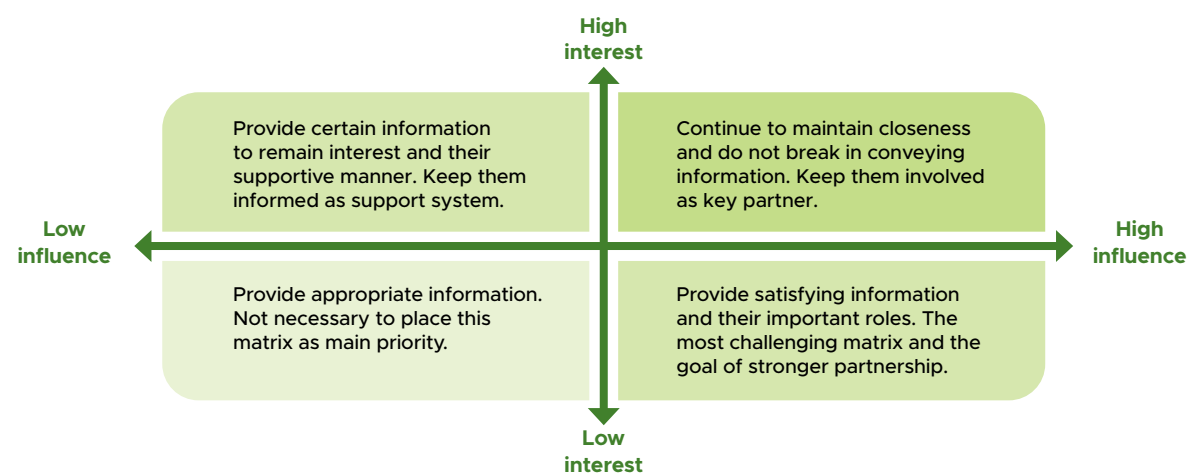 High
interest
Provide certain information
to remain interest and their
supportive manner. Keep them
informed as support system.
Continue to maintain closeness
and do not break in conveying
information. Keep them involved
as key partner.
Low
influence
High
influence
Provide appropriate information.
Not necessary to place this
matrix as main priority.
Provide satisfying information
and their important roles. The
most challenging matrix and the
goal of stronger partnership.
Low
interest